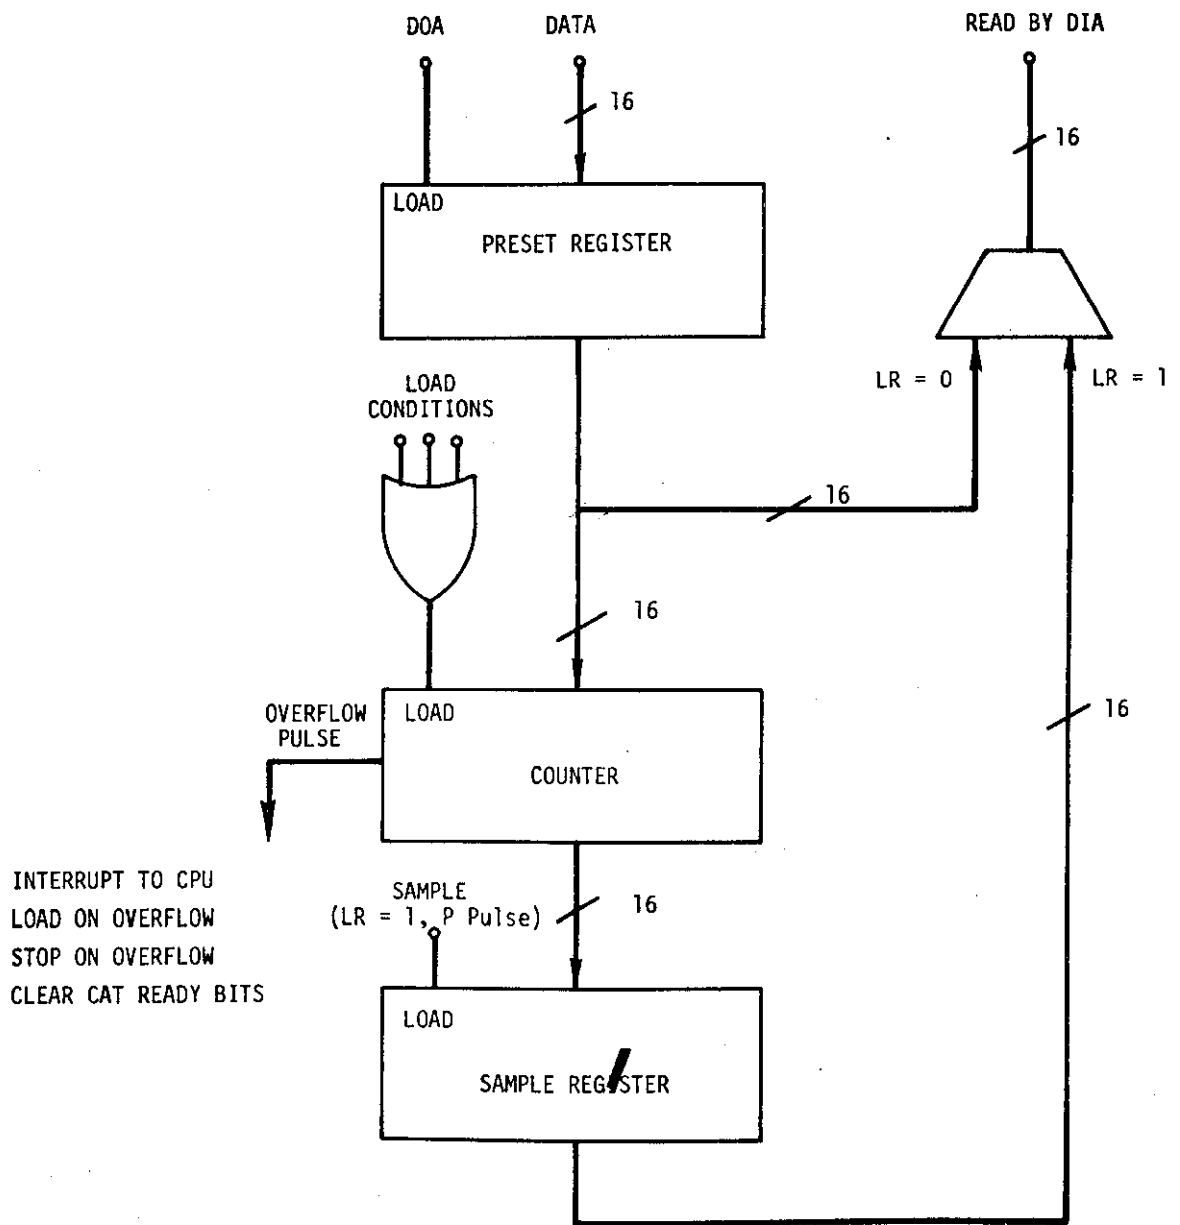 DOA
DATA
READ BY DIA
16
16
LOAD
PRESET REGISTER
LOAD
CONDITIONS
LR = 0
LR = 1
16
16
LOAD
OVERFLOW
PULSE
COUNTER
16
INTERRUPT TO CPU
LOAD ON OVERFLOW
STOP ON OVERFLOW
CLEAR CAT READY BITS
SAMPLE
(LR = 1, P Pulse)
16
LOAD
SAMPLE REGISTER